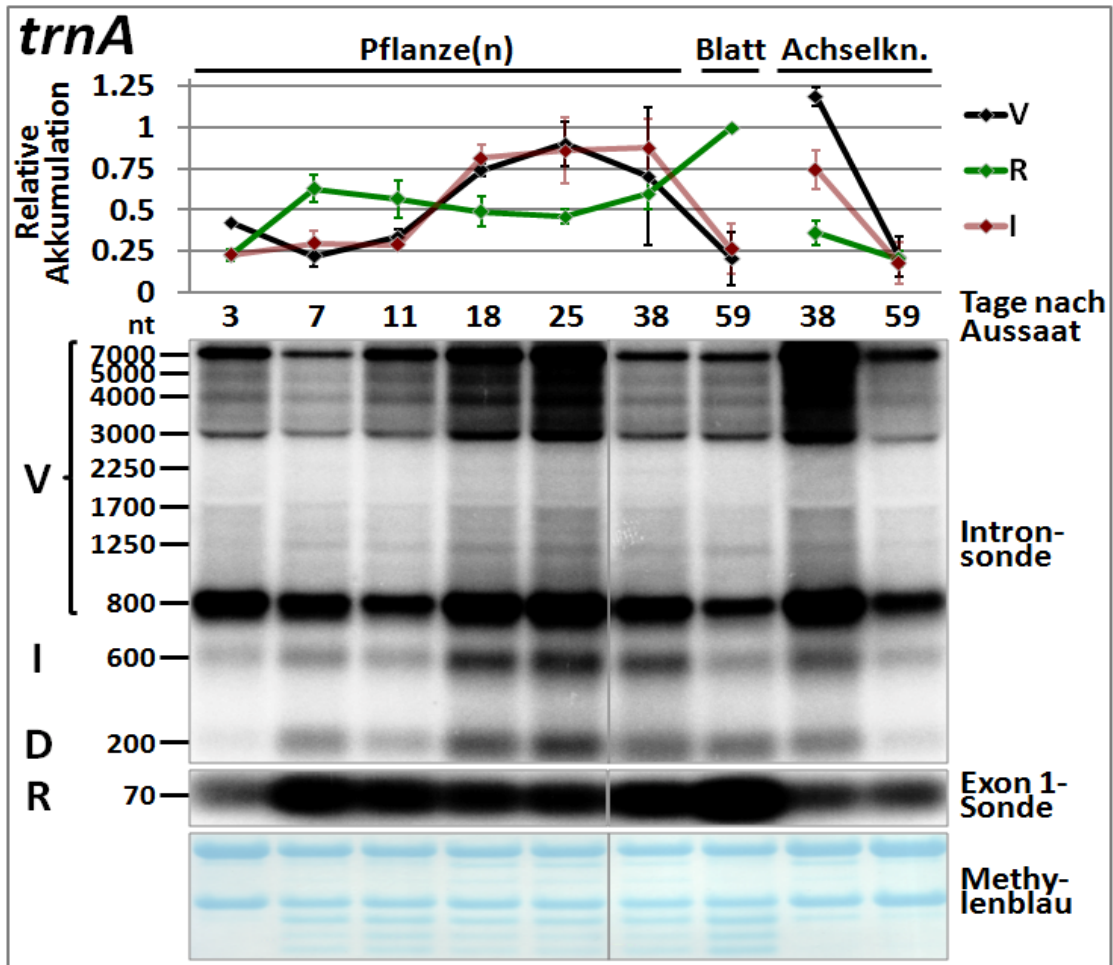 trnA
Pflanze(n) Blatt Achselkn.
Relative
Akkumulation
1.25
1
0.75
0.5
0.25
0
V
R
I
nt 3 7 11 18 25 38 59 38 59
Tage nach
Aussaat
V
7000
5000
4000
3000
2250
1700
1250
800
I
600
D
200
Intron-
sonde
R
70
Exon 1-
Sonde
Methy-
lenblau